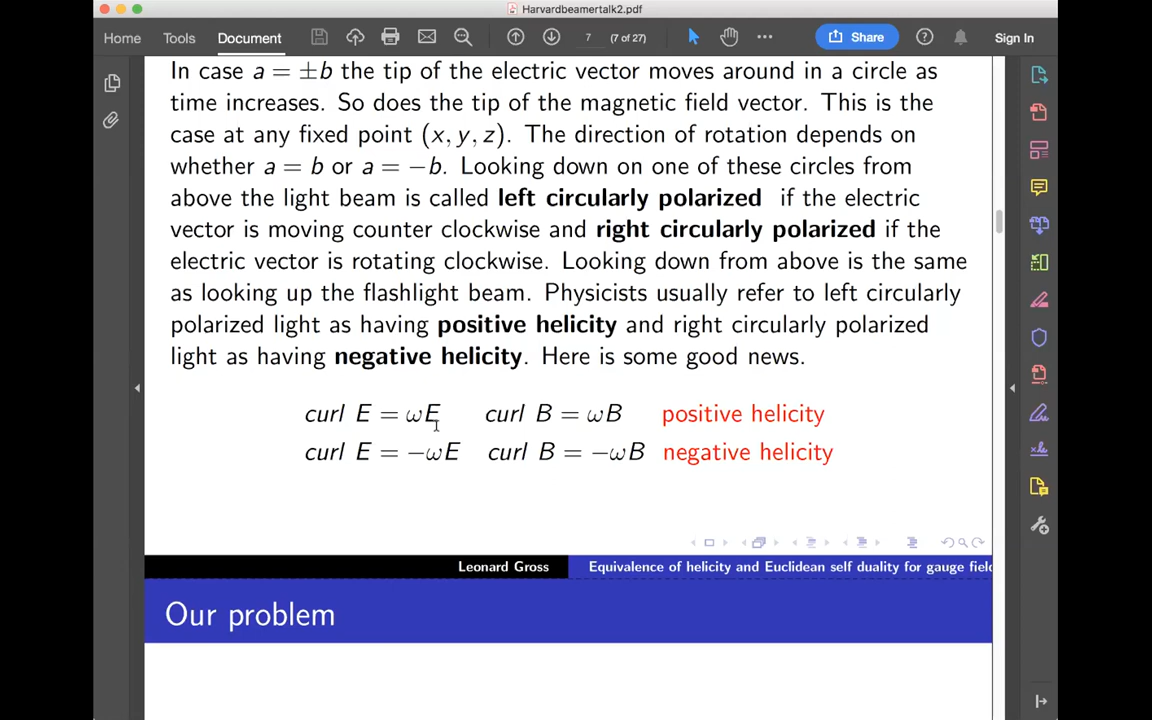 Harvardbeamertalk2.pdf
Home Tools Document 7 (7 of 27) Share Sign In
In case a = ±b the tip of the electric vector moves around in a circle as
time increases. So does the tip of the magnetic field vector. This is the
case at any fixed point (x, y, z). The direction of rotation depends on
whether a = b or a = −b. Looking down on one of these circles from
above the light beam is called left circularly polarized if the electric
vector is moving counter clockwise and right circularly polarized if the
electric vector is rotating clockwise. Looking down from above is the same
as looking up the flashlight beam. Physicists usually refer to left circularly
polarized light as having positive helicity and right circularly polarized
light as having negative helicity. Here is some good news.
curl E = ωE curl B = ωB positive helicity
curl E = −ωE curl B = −ωB negative helicity
Leonard Gross Equivalence of helicity and Euclidean self duality for gauge field
Our problem